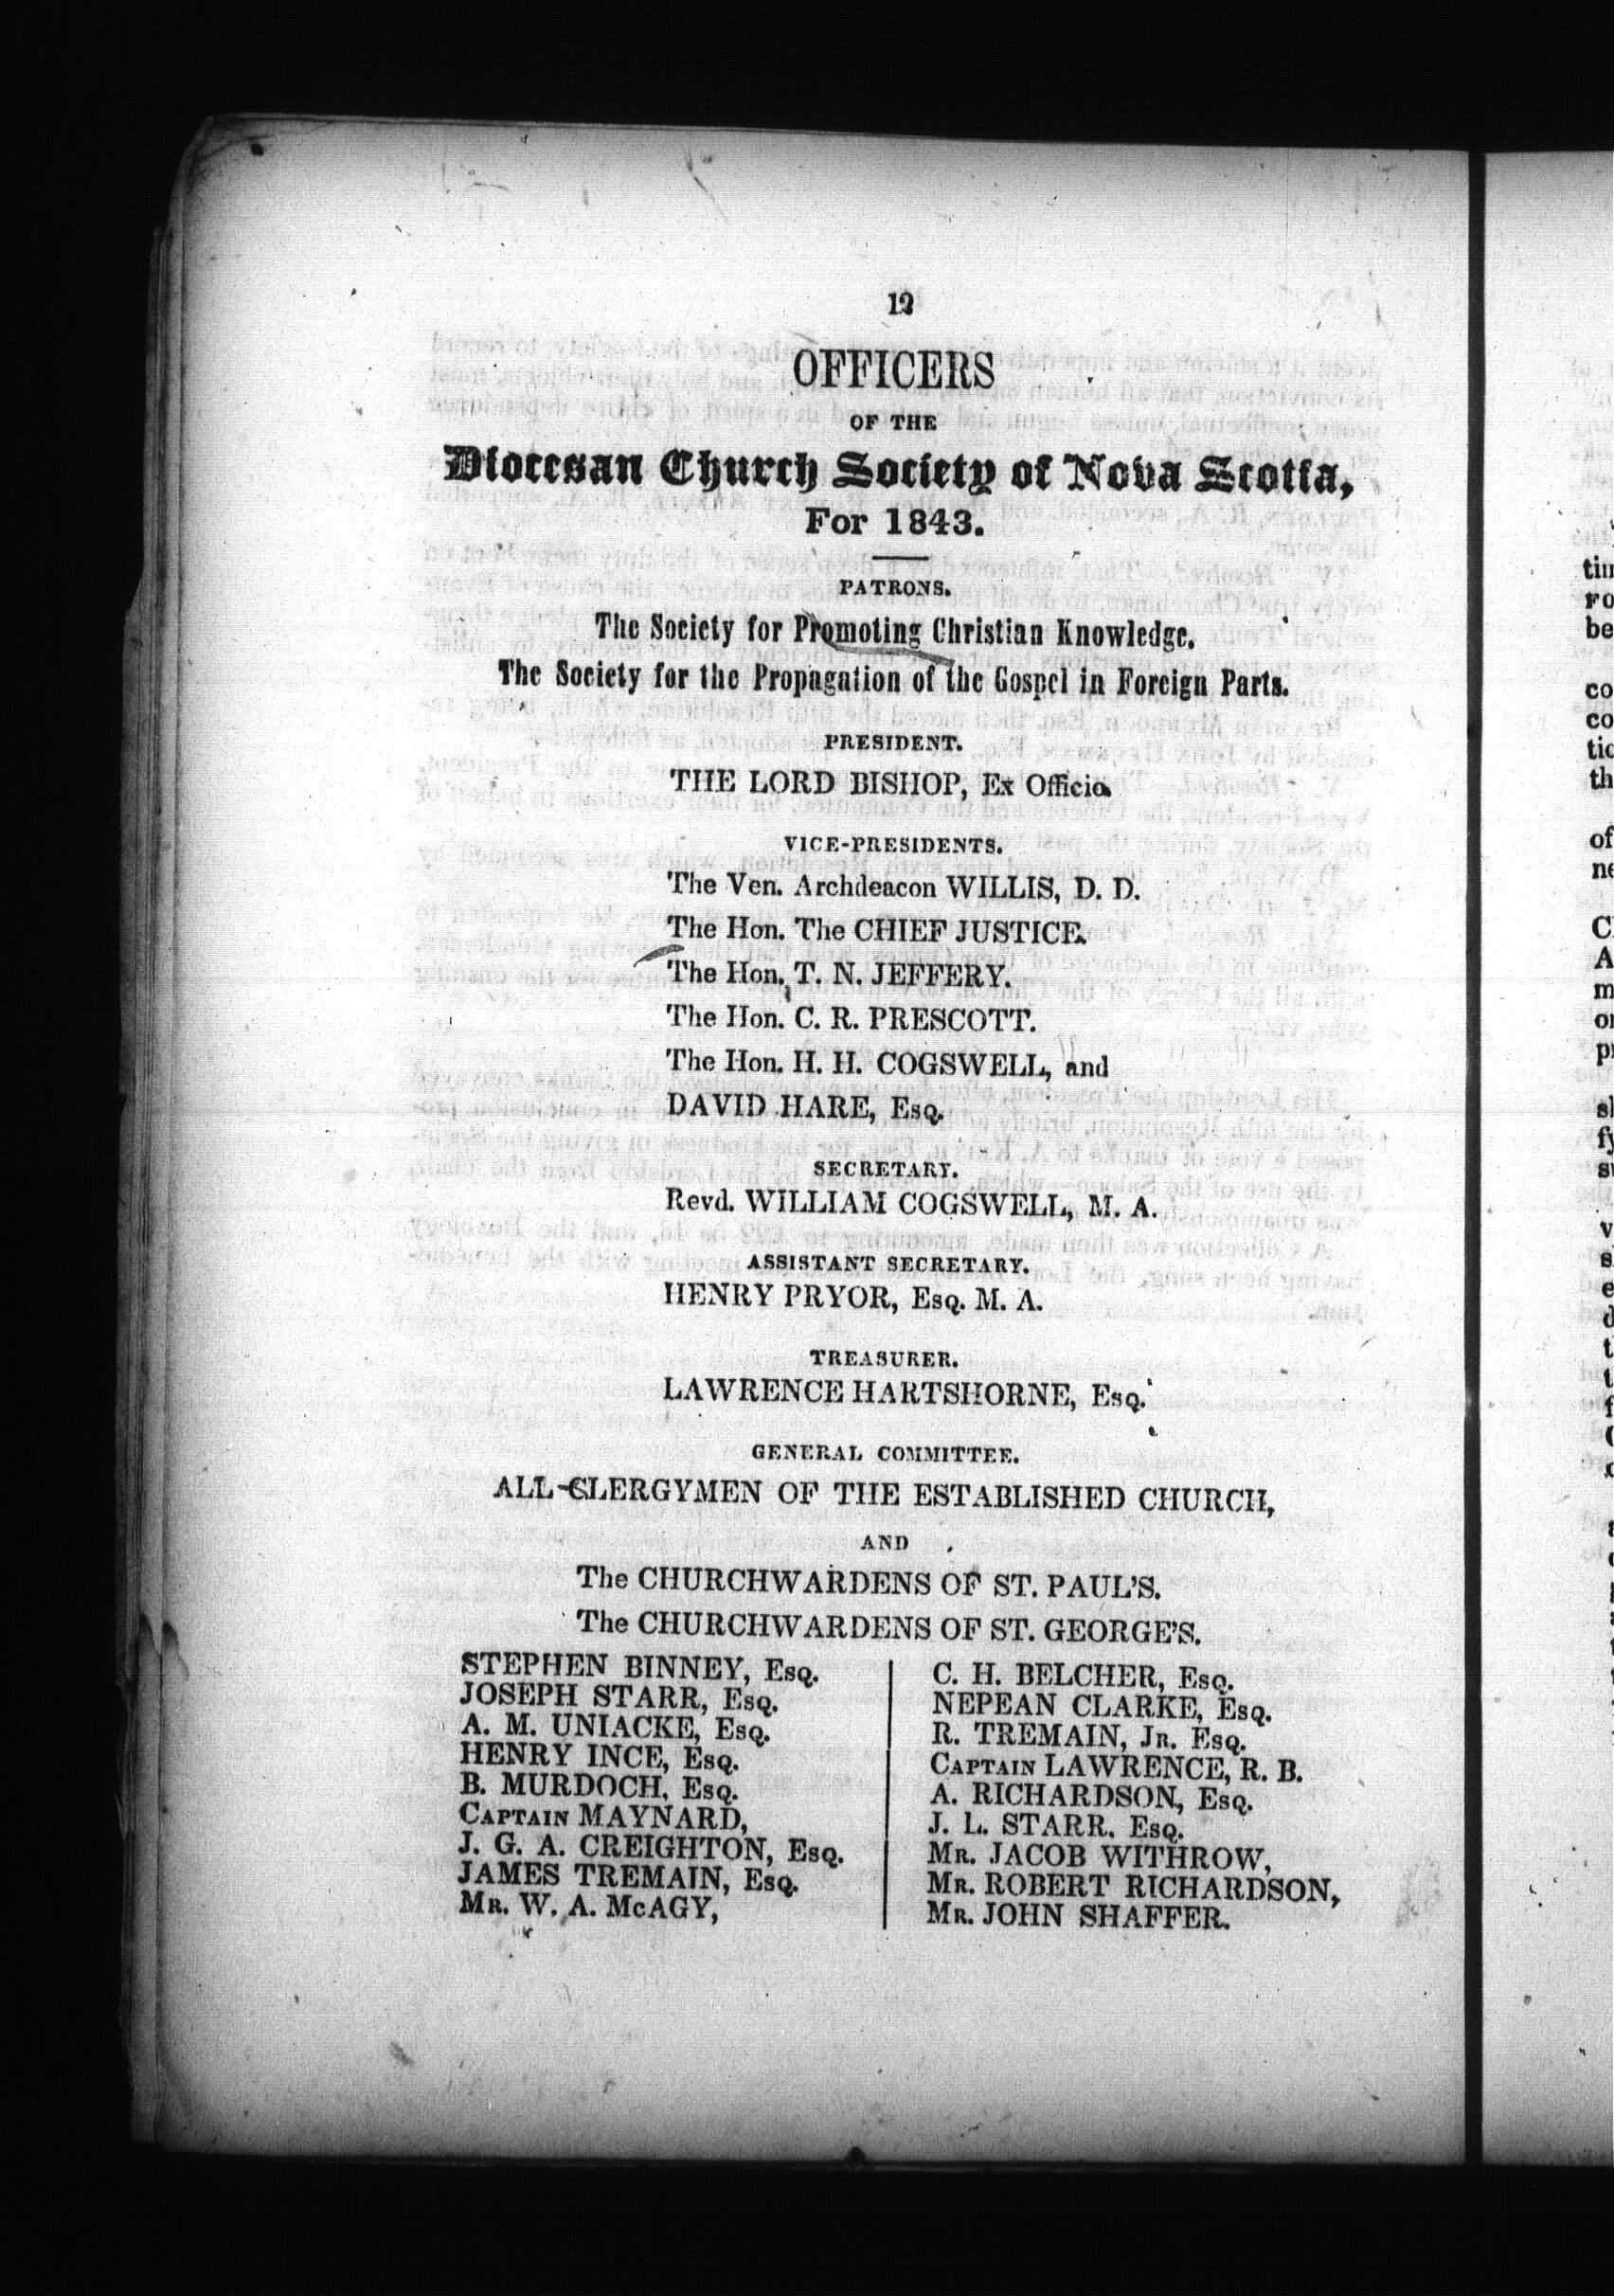 12
OFFICERS
OF THE
Diocesan Church Society of Nova Scotia,
For 1843.
PATRONS.
The Society for Promoting Christian Knowledge.
The Society for the Propagation of the Gospel in Foreign Parts.
PRESIDENT.
THE LORD BISHOP, Ex Officio.
VICE-PRESIDENTS.
The Ven. Archdeacon WILLIS, D. D.
The Hon. The CHIEF JUSTICE.
The Hon. T. N. JEFFERY.
The Hon. C. R. PRESCOTT.
The Hon. H. H. COGSWELL, and
DAVID HARE, Esq.
SECRETARY.
Revd. WILLIAM COGSWELL, M. A.
ASSISTANT SECRETARY.
HENRY PRYOR, Esq. M. A.
TREASURER.
LAWRENCE HARTSHORNE, Esq.
GENERAL COMMITTEE.
ALL CLERGYMEN OF THE ESTABLISHED CHURCH,
AND
The CHURCHWARDENS OF ST. PAUL'S.
The CHURCHWARDENS OF ST. GEORGE'S.
STEPHEN BINNEY, Esq.
JOSEPH STARR, Esq.
A. M. UNIACKE, Esq.
HENRY INCE, Esq.
B. MURDOCH, Esq.
Captain MAYNARD,
J. G. A. CREIGHTON, Esq.
JAMES TREMAIN, Esq.
Mr. W. A. McAGY,
C. H. BELCHER, Esq.
NEPEAN CLARKE, Esq.
R. TREMAIN, Jr. Esq.
Captain LAWRENCE, R. B.
A. RICHARDSON, Esq.
J. L. STARR. Esq.
Mr. JACOB WITHROW,
Mr. ROBERT RICHARDSON,
Mr. JOHN SHAFFER.